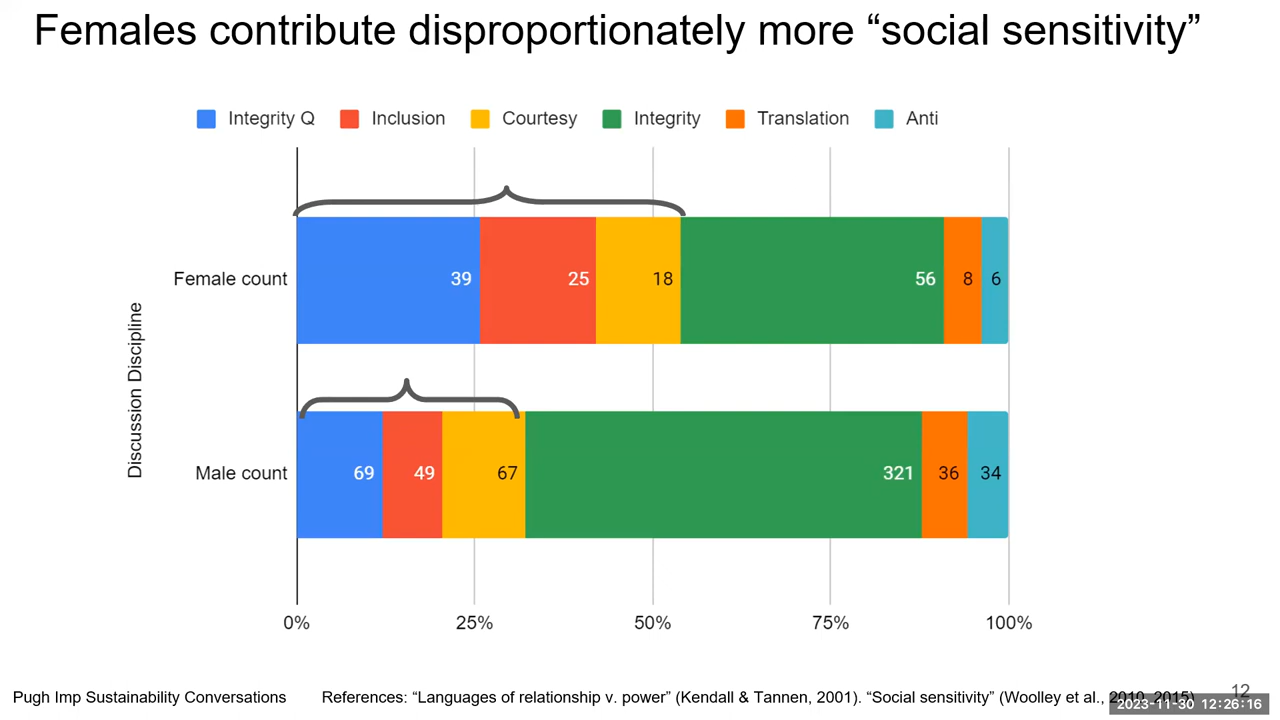 Females contribute disproportionately more “social sensitivity”
Integrity Q Inclusion Courtesy Integrity Translation Anti
Discussion Discipline
Female count 39 25 18 56 8 6
Male count 69 49 67 321 36 34
0% 25% 50% 75% 100%
12
Pugh Imp Sustainability Conversations References: “Languages of relationship v. power” (Kendall & Tannen, 2001). “Social sensitivity” (Woolley et al., 2010, 2015)
2023-11-30 12:26:16